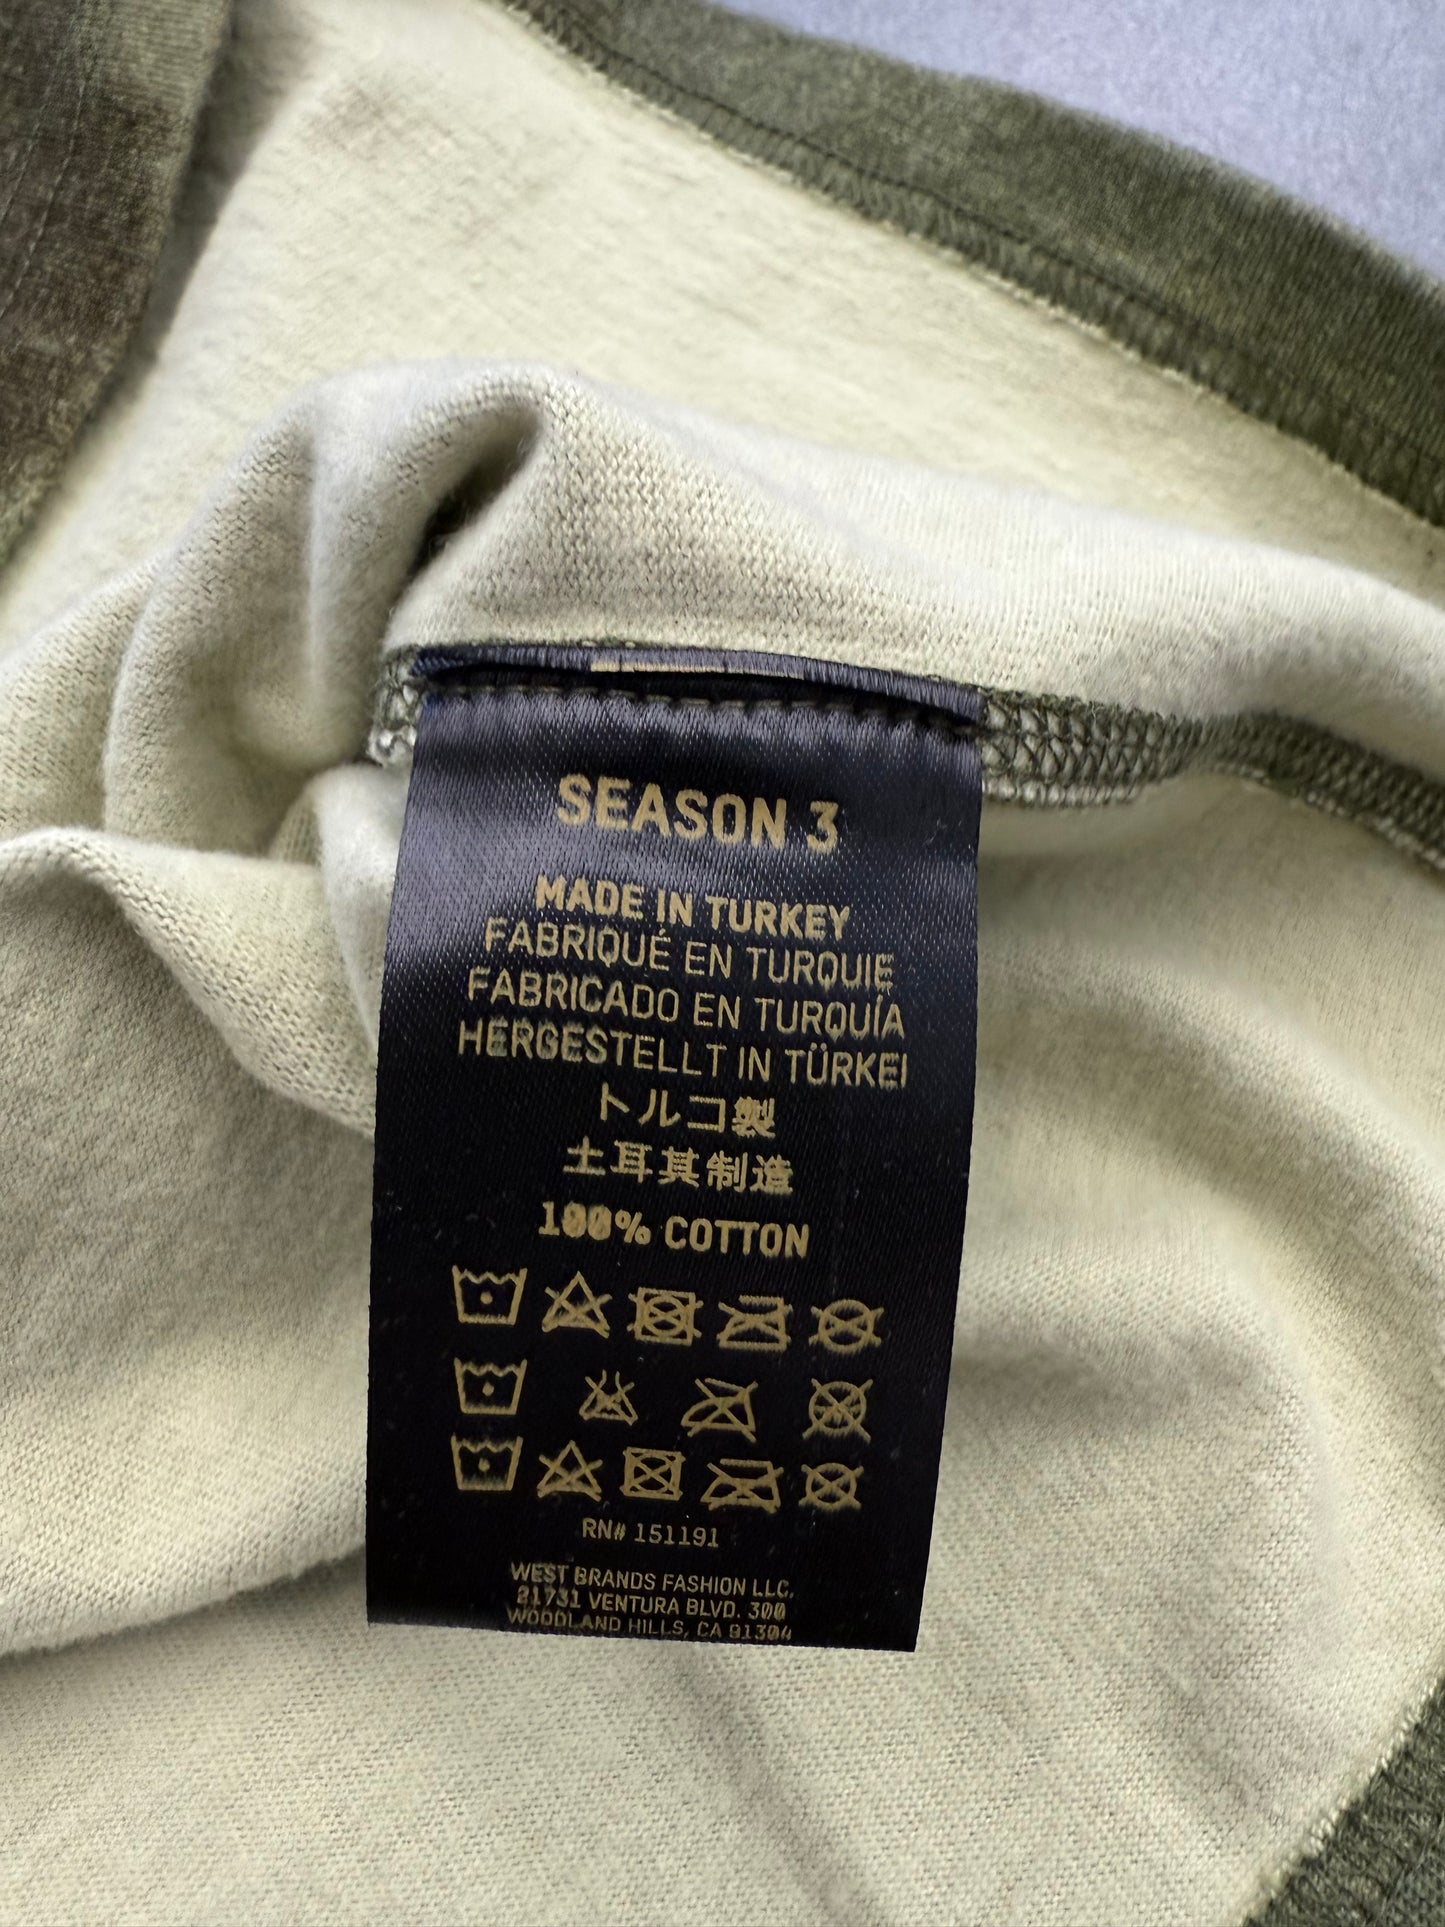 SEASON 3
MADE IN TURKEY
FABRIQUÉ EN TURQUIE
FABRICADO EN TURQUÍA
HERGESTELLT IN TÜRKEI
トルコ製
土耳其制造
100% COTTON
RN# 151191
WEST BRANDS FASHION LLC.
21731 VENTURA BLVD. 300
WOODLAND HILLS, CA 91304